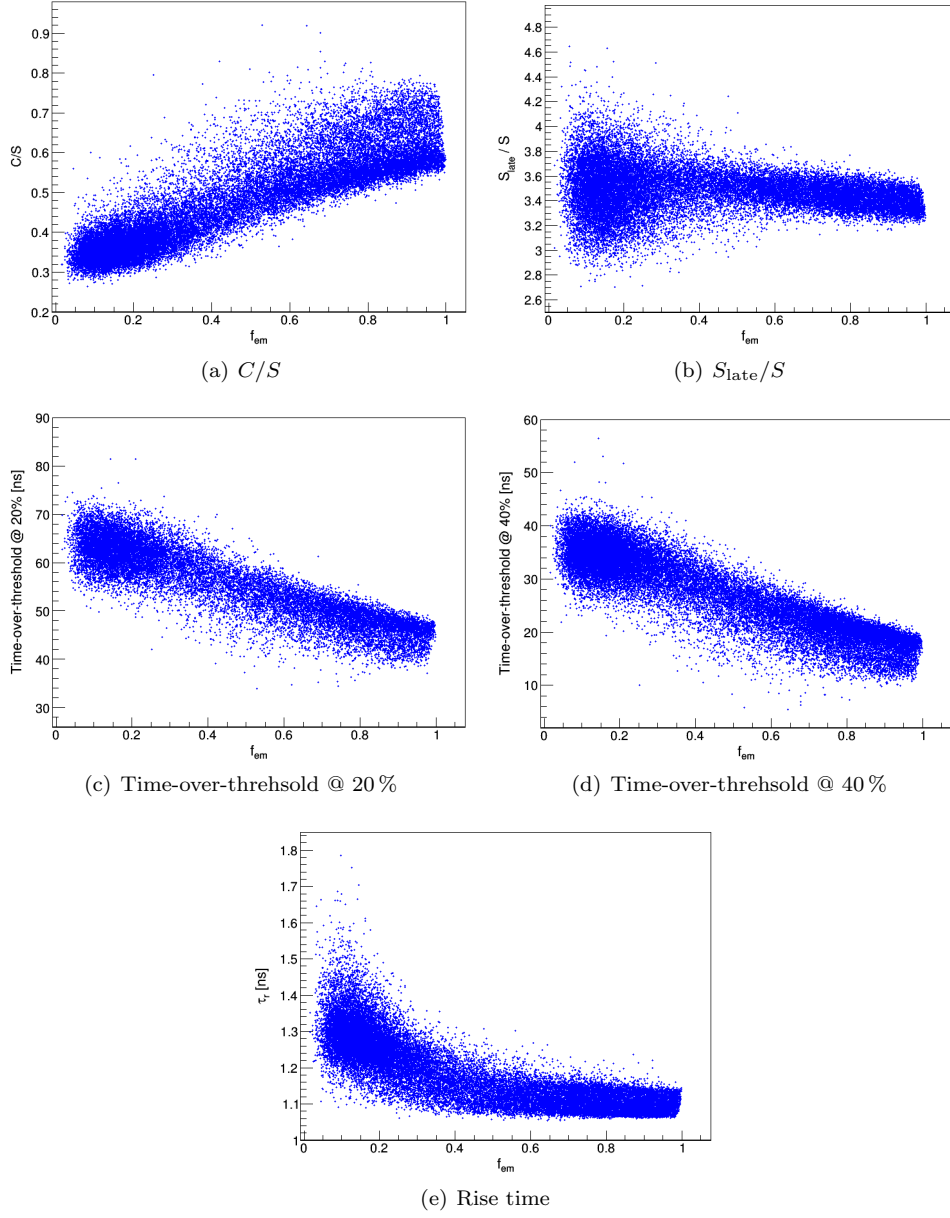 0.9
0.8
0.7
0.6
0.5
0.4
0.3
0.2
C/S
0 0.2 0.4 0.6 0.8 1
f_em
(a) C/S
4.8
4.6
4.4
4.2
4
3.8
3.6
3.4
3.2
3
2.8
2.6
S_late / S
0 0.2 0.4 0.6 0.8 1
f_em
(b) S_late/S
90
80
70
60
50
40
30
Time-over-threshold @ 20% [ns]
0 0.2 0.4 0.6 0.8 1
f_em
(c) Time-over-threhsold @ 20 %
60
50
40
30
20
10
Time-over-threshold @ 40% [ns]
0 0.2 0.4 0.6 0.8 1
f_em
(d) Time-over-threhsold @ 40 %
1.8
1.7
1.6
1.5
1.4
1.3
1.2
1.1
1
τ_r [ns]
0 0.2 0.4 0.6 0.8 1
f_em
(e) Rise time